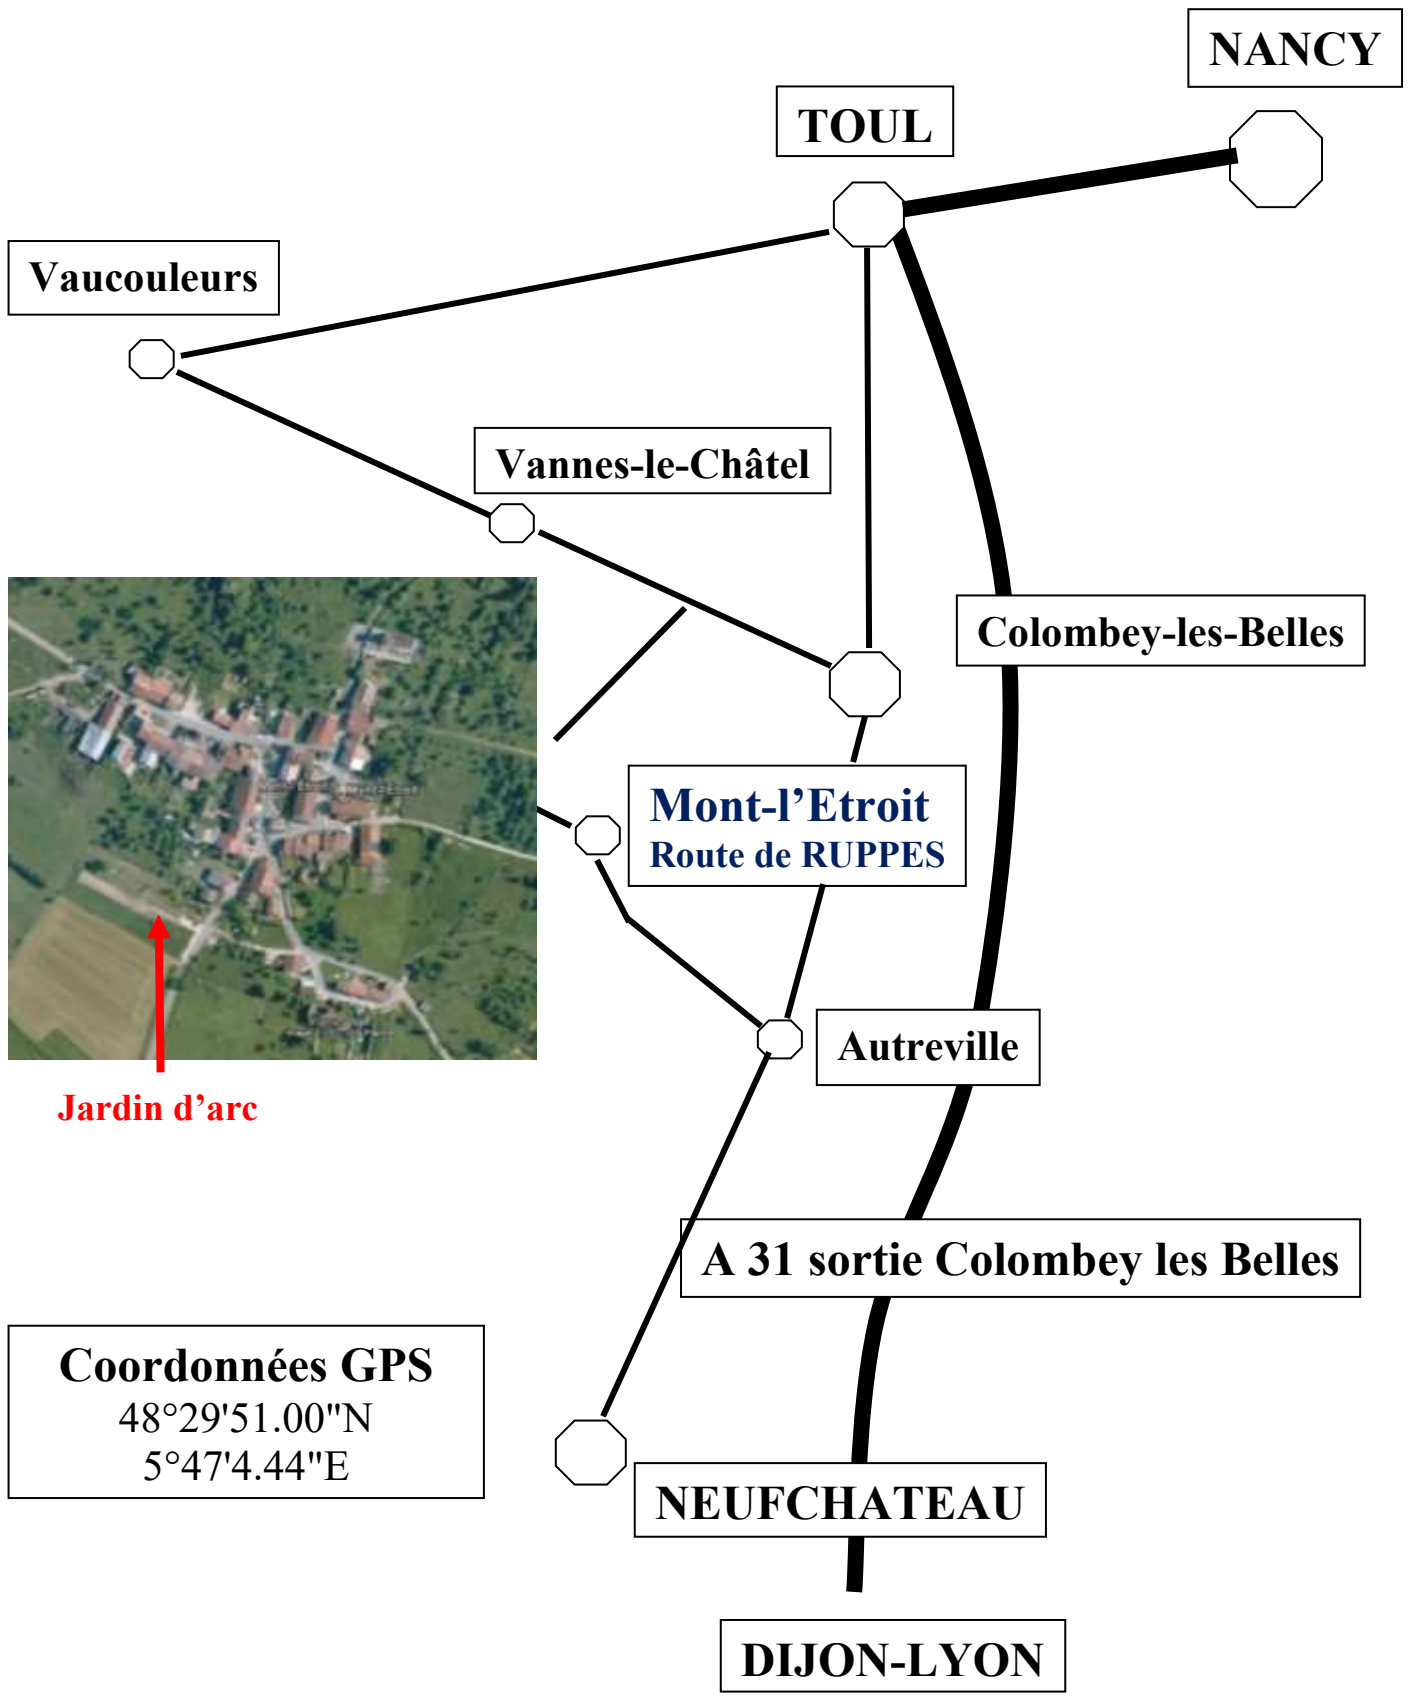 NANCY
TOUL
Vaucouleurs
Vannes-le-Châtel
Colombey-les-Belles
Mont-l’Etroit
Route de RUPPES
Autreville
Jardin d’arc
A 31 sortie Colombey les Belles
Coordonnées GPS
48°29'51.00"N
5°47'4.44"E
NEUFCHATEAU
DIJON-LYON